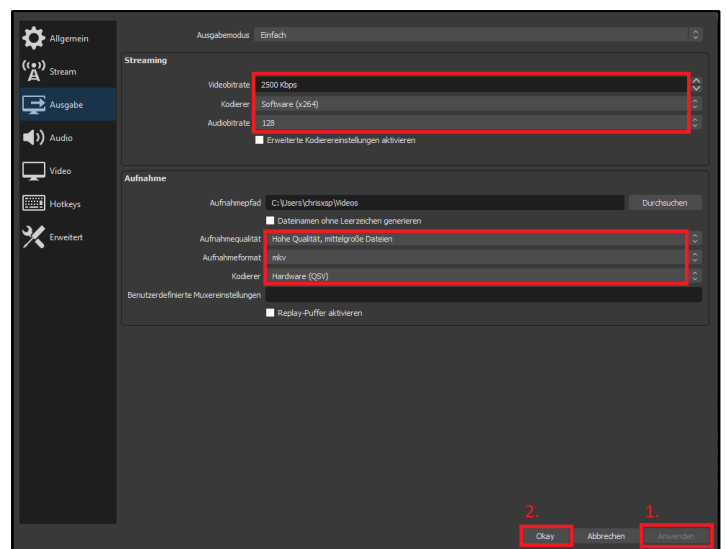 Allgemein
Stream
Ausgabe
Audio
Video
Hotkeys
Erweitert
Ausgabemodus Einfach
Streaming
Videobitrate 2500 Kbps
Kodierer Software (x264)
Audiobitrate 128
Erweiterte Kodierereinstellungen aktivieren
Aufnahme
Aufnahmepfad C:\Users\chrisxsp\Videos Durchsuchen
Dateinamen ohne Leerzeichen generieren
Aufnahmequalität Hohe Qualität, mittelgroße Dateien
Aufnahmeformat mkv
Kodierer Hardware (QSV)
Benutzerdefinierte Muxereinstellungen
Replay-Puffer aktivieren
2. 1.
Okay Abbrechen Anwenden